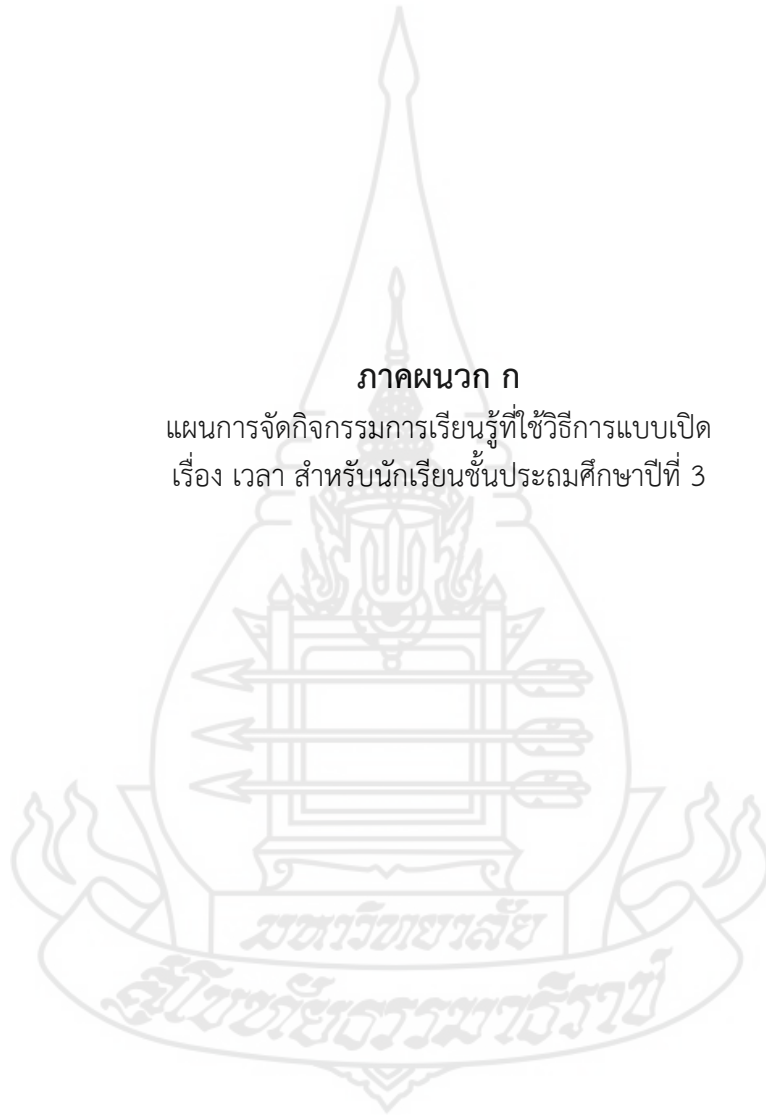 ภาคผนวก ก
แผนการจัดกิจกรรมการเรียนรู้ที่ใช้วิธีการแบบเปิด
เรื่อง เวลา สำหรับนักเรียนชั้นประถมศึกษาปีที่ 3
มหาวิทยาลัย
สุโขทัยธรรมาธิราช